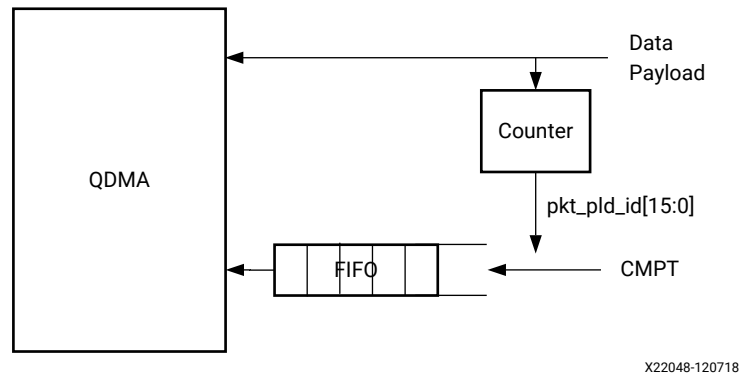 Data
Payload
Counter
QDMA
pkt_pld_id[15:0]
FIFO
CMPT
X22048-120718